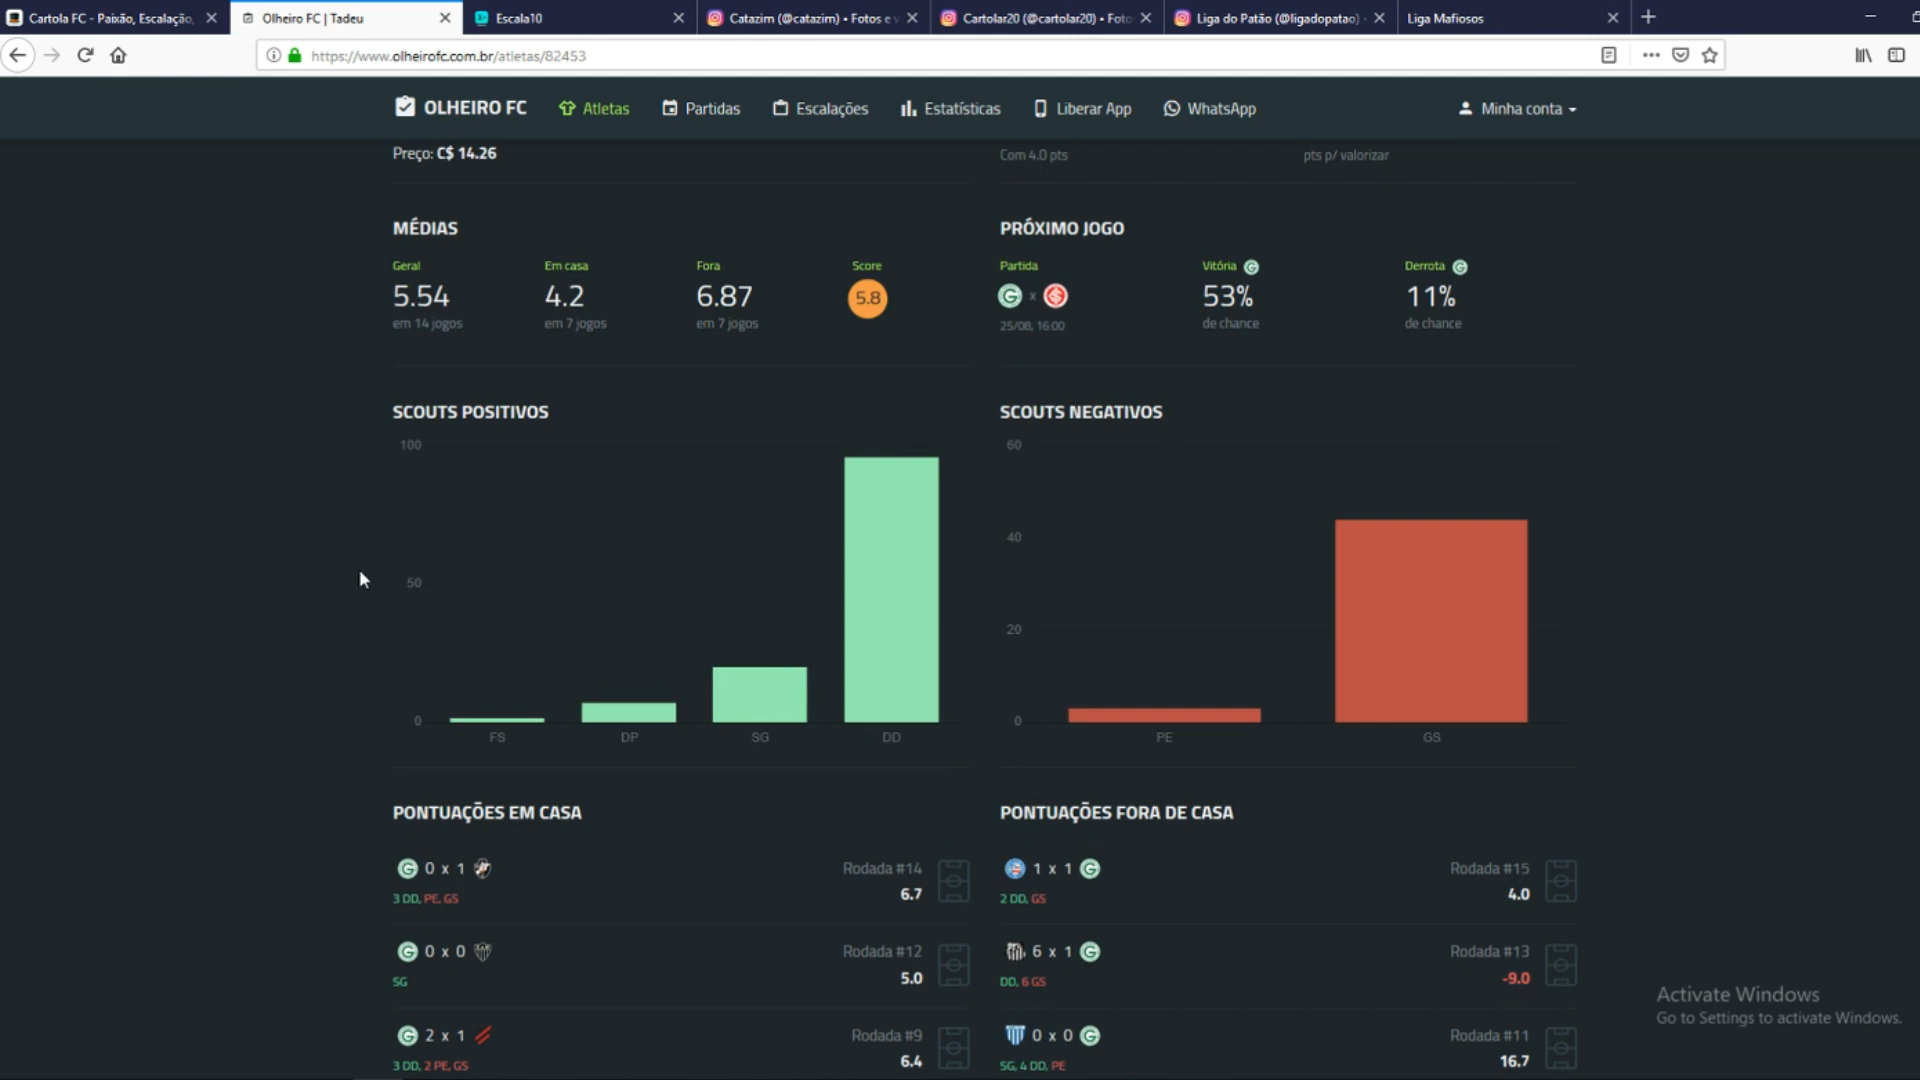 Cartola FC - Paixão, Escalação,
Olheiro FC | Tadeu
Escala10
Catazim (@catazim) • Fotos e v
Cartolar20 (@cartolar20) • Foto
Liga do Patão (@ligadopatao) •
Liga Mafiosos
https://www.olheirofc.com.br/atletas/82453
OLHEIRO FC
Atletas
Partidas
Escalações
Estatísticas
Liberar App
WhatsApp
Minha conta
Preço: C$ 14.26
Com 4.0 pts
pts p/ valorizar
MÉDIAS
Geral Em casa Fora Score
5.54 4.2 6.87 5.8
em 14 jogos em 7 jogos em 7 jogos
PRÓXIMO JOGO
Partida Vitória Derrota
x 53% 11%
25/08, 16:00 de chance de chance
SCOUTS POSITIVOS
100
50
0
FS DP SG DD
SCOUTS NEGATIVOS
60
40
20
0
PE GS
PONTUAÇÕES EM CASA
0 x 1 Rodada #14
3 DD, PE, GS 6.7
0 x 0 Rodada #12
SG 5.0
2 x 1 Rodada #9
3 DD, 2 PE, GS 6.4
PONTUAÇÕES FORA DE CASA
1 x 1 Rodada #15
2 DD, GS 4.0
6 x 1 Rodada #13
DD, 6 GS -9.0
0 x 0 Rodada #11
SG, 4 DD, PE 16.7
Activate Windows
Go to Settings to activate Windows.